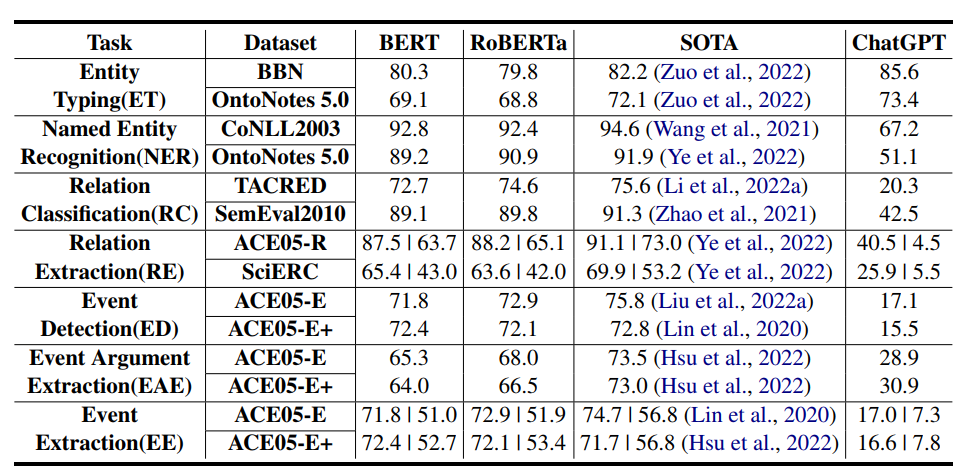 Task Dataset BERT RoBERTa SOTA ChatGPT
Entity BBN 80.3 79.8 82.2 (Zuo et al., 2022) 85.6
Typing(ET) OntoNotes 5.0 69.1 68.8 72.1 (Zuo et al., 2022) 73.4
Named Entity CoNLL2003 92.8 92.4 94.6 (Wang et al., 2021) 67.2
Recognition(NER) OntoNotes 5.0 89.2 90.9 91.9 (Ye et al., 2022) 51.1
Relation TACRED 72.7 74.6 75.6 (Li et al., 2022a) 20.3
Classification(RC) SemEval2010 89.1 89.8 91.3 (Zhao et al., 2021) 42.5
Relation ACE05-R 87.5 | 63.7 88.2 | 65.1 91.1 | 73.0 (Ye et al., 2022) 40.5 | 4.5
Extraction(RE) SciERC 65.4 | 43.0 63.6 | 42.0 69.9 | 53.2 (Ye et al., 2022) 25.9 | 5.5
Event ACE05-E 71.8 72.9 75.8 (Liu et al., 2022a) 17.1
Detection(ED) ACE05-E+ 72.4 72.1 72.8 (Lin et al., 2020) 15.5
Event Argument ACE05-E 65.3 68.0 73.5 (Hsu et al., 2022) 28.9
Extraction(EAE) ACE05-E+ 64.0 66.5 73.0 (Hsu et al., 2022) 30.9
Event ACE05-E 71.8 | 51.0 72.9 | 51.9 74.7 | 56.8 (Lin et al., 2020) 17.0 | 7.3
Extraction(EE) ACE05-E+ 72.4 | 52.7 72.1 | 53.4 71.7 | 56.8 (Hsu et al., 2022) 16.6 | 7.8